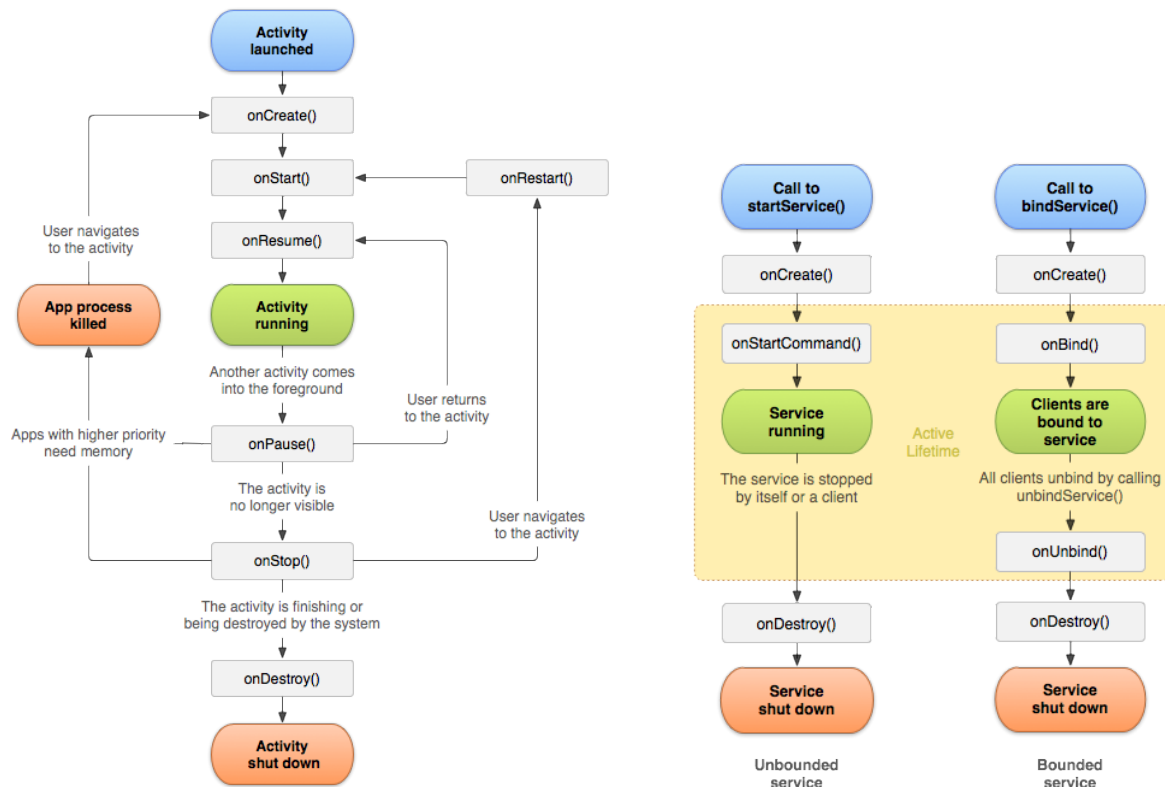 Activity
launched
onCreate()
onStart()
onRestart()
User navigates
to the activity
onResume()
App process
killed
Activity
running
Another activity comes
into the foreground
User returns
to the activity
Apps with higher priority
need memory
onPause()
The activity is
no longer visible
User navigates
to the activity
onStop()
The activity is finishing or
being destroyed by the system
onDestroy()
Activity
shut down
Call to
startService()
onCreate()
onStartCommand()
Service
running
Active
Lifetime
The service is stopped
by itself or a client
onDestroy()
Service
shut down
Unbounded
service
Call to
bindService()
onCreate()
onBind()
Clients are
bound to
service
All clients unbind by calling
unbindService()
onUnbind()
onDestroy()
Service
shut down
Bounded
service